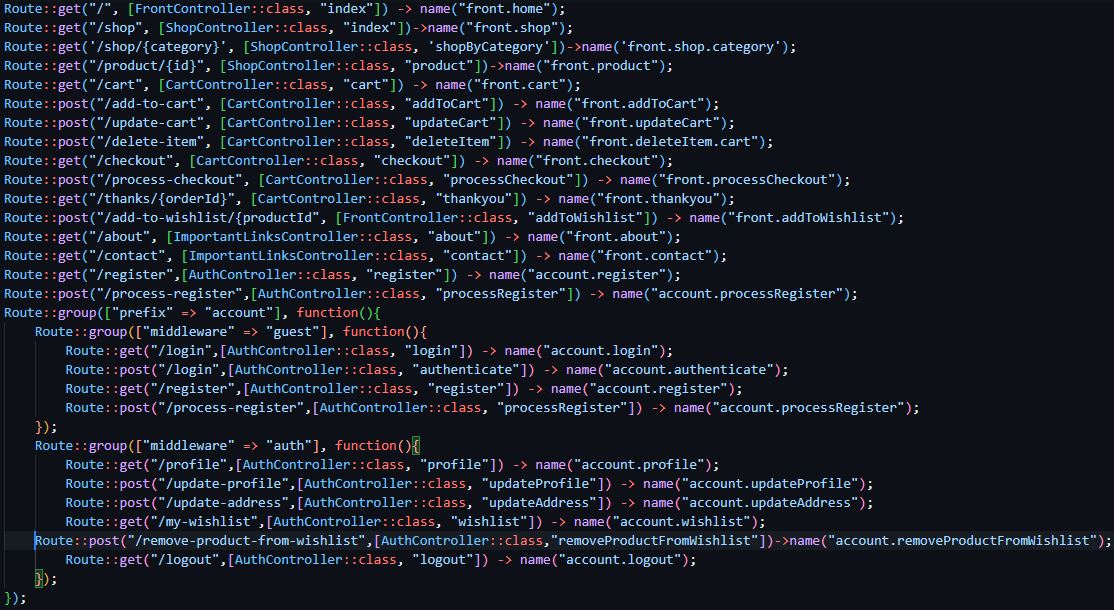 Route::get("/", [FrontController::class, "index"]) -> name("front.home");
Route::get("/shop", [ShopController::class, "index"])->name("front.shop");
Route::get('/shop/{category}', [ShopController::class, 'shopByCategory'])->name('front.shop.category');
Route::get("/product/{id}", [ShopController::class, "product"])->name("front.product");
Route::get("/cart", [CartController::class, "cart"]) -> name("front.cart");
Route::post("/add-to-cart", [CartController::class, "addToCart"]) -> name("front.addToCart");
Route::post("/update-cart", [CartController::class, "updateCart"]) -> name("front.updateCart");
Route::post("/delete-item", [CartController::class, "deleteItem"]) -> name("front.deleteItem.cart");
Route::get("/checkout", [CartController::class, "checkout"]) -> name("front.checkout");
Route::post("/process-checkout", [CartController::class, "processCheckout"]) -> name("front.processCheckout");
Route::get("/thanks/{orderId}", [CartController::class, "thankyou"]) -> name("front.thankyou");
Route::post("/add-to-wishlist/{productId", [FrontController::class, "addToWishlist"]) -> name("front.addToWishlist");
Route::get("/about", [ImportantLinksController::class, "about"]) -> name("front.about");
Route::get("/contact", [ImportantLinksController::class, "contact"]) -> name("front.contact");
Route::get("/register",[AuthController::class, "register"]) -> name("account.register");
Route::post("/process-register",[AuthController::class, "processRegister"]) -> name("account.processRegister");
Route::group(["prefix" => "account"], function(){
    Route::group(["middleware" => "guest"], function(){
        Route::get("/login",[AuthController::class, "login"]) -> name("account.login");
        Route::post("/login",[AuthController::class, "authenticate"]) -> name("account.authenticate");
        Route::get("/register",[AuthController::class, "register"]) -> name("account.register");
        Route::post("/process-register",[AuthController::class, "processRegister"]) -> name("account.processRegister");
    });
    Route::group(["middleware" => "auth"], function(){
        Route::get("/profile",[AuthController::class, "profile"]) -> name("account.profile");
        Route::post("/update-profile",[AuthController::class, "updateProfile"]) -> name("account.updateProfile");
        Route::post("/update-address",[AuthController::class, "updateAddress"]) -> name("account.updateAddress");
        Route::get("/my-wishlist",[AuthController::class, "wishlist"]) -> name("account.wishlist");
    Route::post("/remove-product-from-wishlist",[AuthController::class,"removeProductFromWishlist"])->name("account.removeProductFromWishlist");
        Route::get("/logout",[AuthController::class, "logout"]) -> name("account.logout");
    });
});